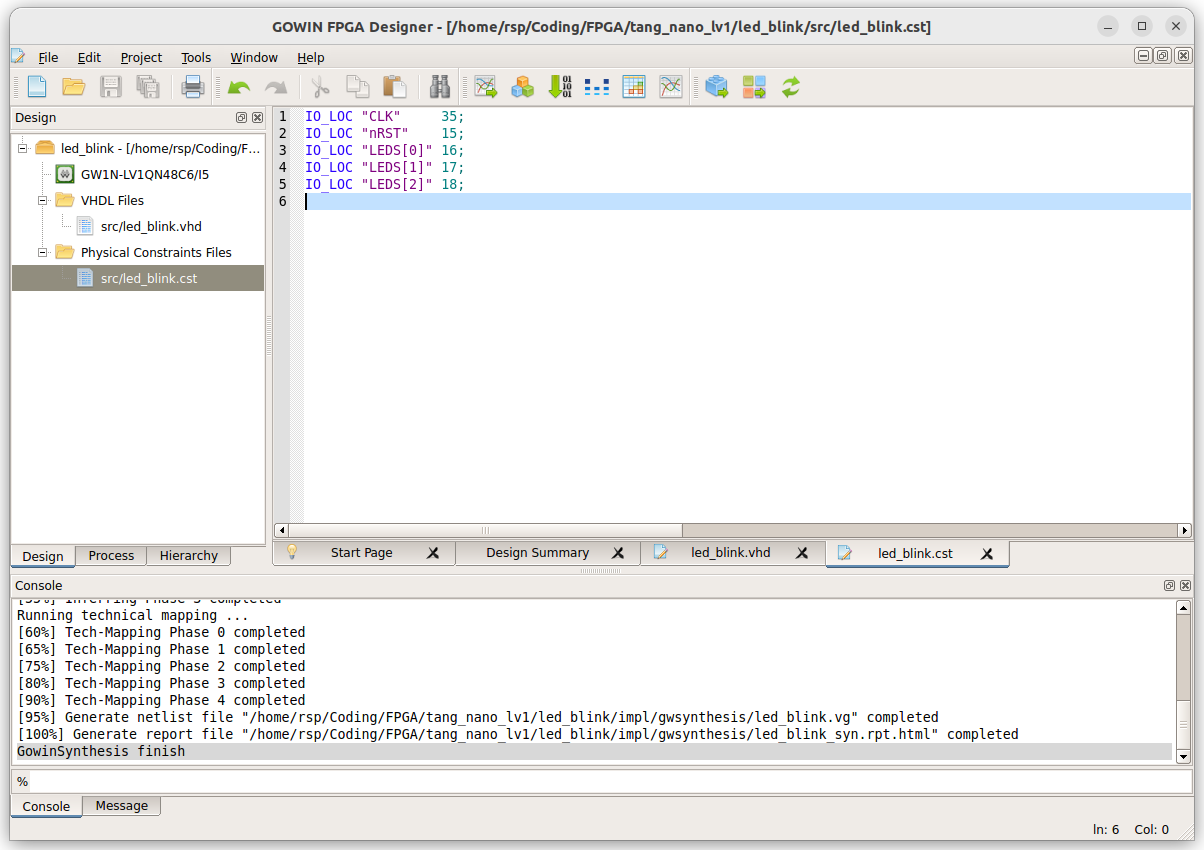 GOWIN FPGA Designer - [/home/rsp/Coding/FPGA/tang_nano_lv1/led_blink/src/led_blink.cst]
File Edit Project Tools Window Help
Design
led_blink - [/home/rsp/Coding/F...
GW1N-LV1QN48C6/I5
VHDL Files
src/led_blink.vhd
Physical Constraints Files
src/led_blink.cst
Design Process Hierarchy
1 IO_LOC "CLK" 35;
2 IO_LOC "nRST" 15;
3 IO_LOC "LEDS[0]" 16;
4 IO_LOC "LEDS[1]" 17;
5 IO_LOC "LEDS[2]" 18;
6
Start Page Design Summary led_blink.vhd led_blink.cst
Console
[55%] Inferring Phase 3 completed
Running technical mapping ...
[60%] Tech-Mapping Phase 0 completed
[65%] Tech-Mapping Phase 1 completed
[75%] Tech-Mapping Phase 2 completed
[80%] Tech-Mapping Phase 3 completed
[90%] Tech-Mapping Phase 4 completed
[95%] Generate netlist file "/home/rsp/Coding/FPGA/tang_nano_lv1/led_blink/impl/gwsynthesis/led_blink.vg" completed
[100%] Generate report file "/home/rsp/Coding/FPGA/tang_nano_lv1/led_blink/impl/gwsynthesis/led_blink_syn.rpt.html" completed
GowinSynthesis finish
%
Console Message
ln: 6 Col: 0